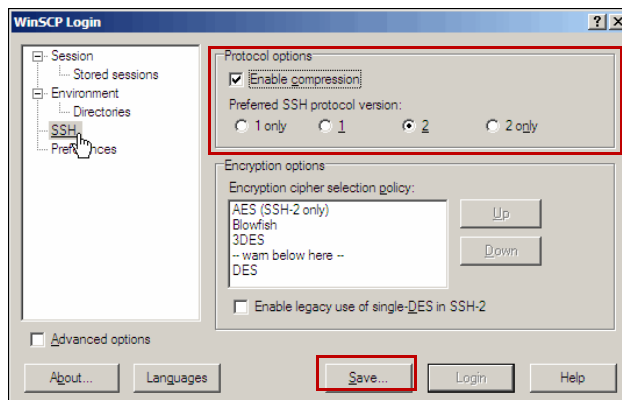 WinSCP Login
Session
Stored sessions
Environment
Directories
SSH
Preferences
Advanced options
Protocol options
Enable compression
Preferred SSH protocol version:
1 only 1 2 2 only
Encryption options
Encryption cipher selection policy:
AES (SSH-2 only)
Blowfish
3DES
-- warn below here --
DES
Up
Down
Enable legacy use of single-DES in SSH-2
About... Languages Save... Login Help